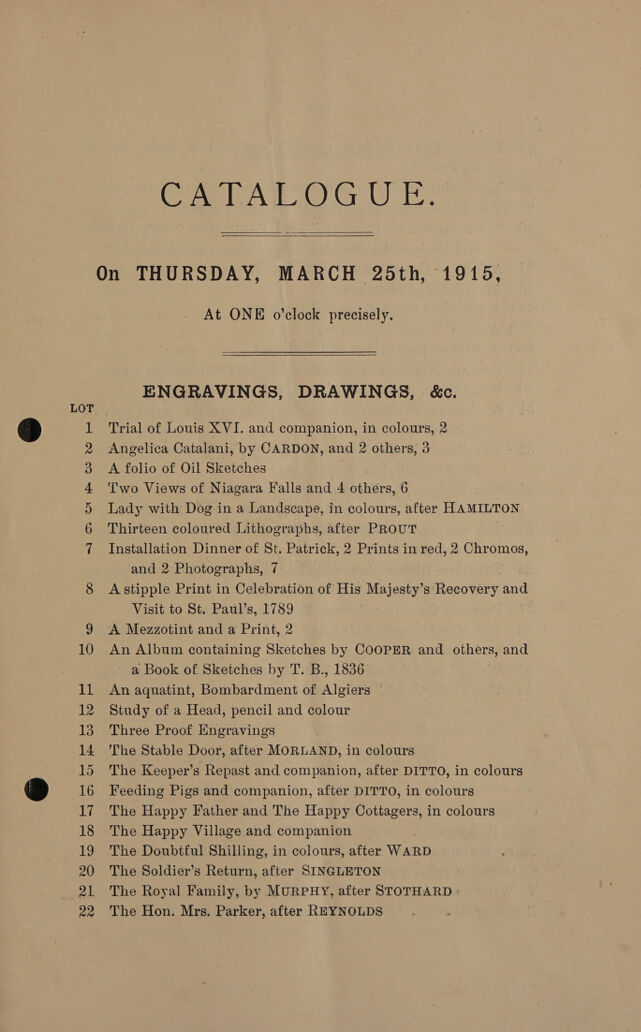 CATALOGUE.
On THURSDAY, MARCH 25th, 1915,
At ONE o'clock precisely.
ENGRAVINGS, DRAWINGS, &c.
LOT
1 Trial of Louis XVI. and companion, in colours, 2
2 Angelica Catalani, by CARDON, and 2 others, 3
3 A folio of Oil Sketches
4 Two Views of Niagara Falls and 4 others, 6
5 Lady with Dog in a Landscape, in colours, after HAMILTON
6 Thirteen coloured Lithographs, after PROUT
7 Installation Dinner of St. Patrick, 2 Prints in red, 2 Chromos,
and 2 Photographs, 7
8 A stipple Print in Celebration of His Majesty's Recovery and
Visit to St. Paul's, 1789
9 A Mezzotint and a Print, 2
10 An Album containing Sketches by COOPER and others, and
a Book of Sketches by T. B., 1836
11 An aquatint, Bombardment of Algiers
12 Study of a Head, pencil and colour
13 Three Proof Engravings
14 The Stable Door, after MORLAND, in colours
15 The Keeper's Repast and companion, after DITTO, in colours
16 Feeding Pigs and companion, after DITTO, in colours
17 The Happy Father and The Happy Cottagers, in colours
18 The Happy Village and companion
19 The Doubtful Shilling, in colours, after WARD
20 The Soldier's Return, after SINGLETON
21 The Royal Family, by MURPHY, after STOTHARD
22 The Hon. Mrs. Parker, after REYNOLDS